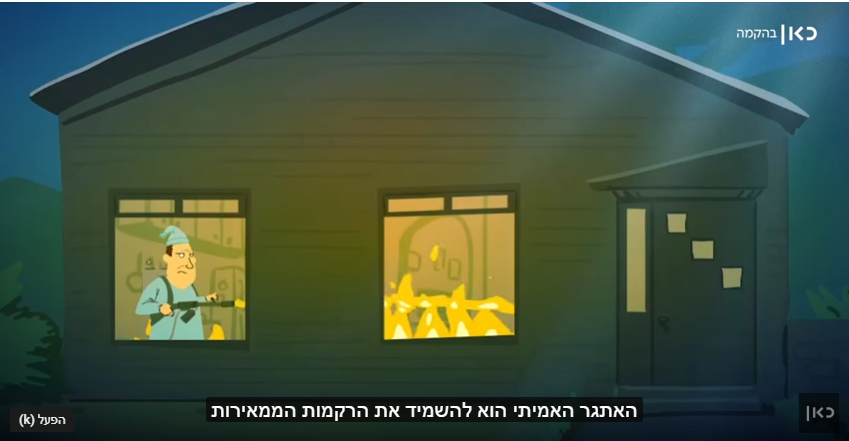 כאן בהקמה
האתגר האמיתי הוא להשמיד את הרקמות הממאירות
הפעל (k)
כאן